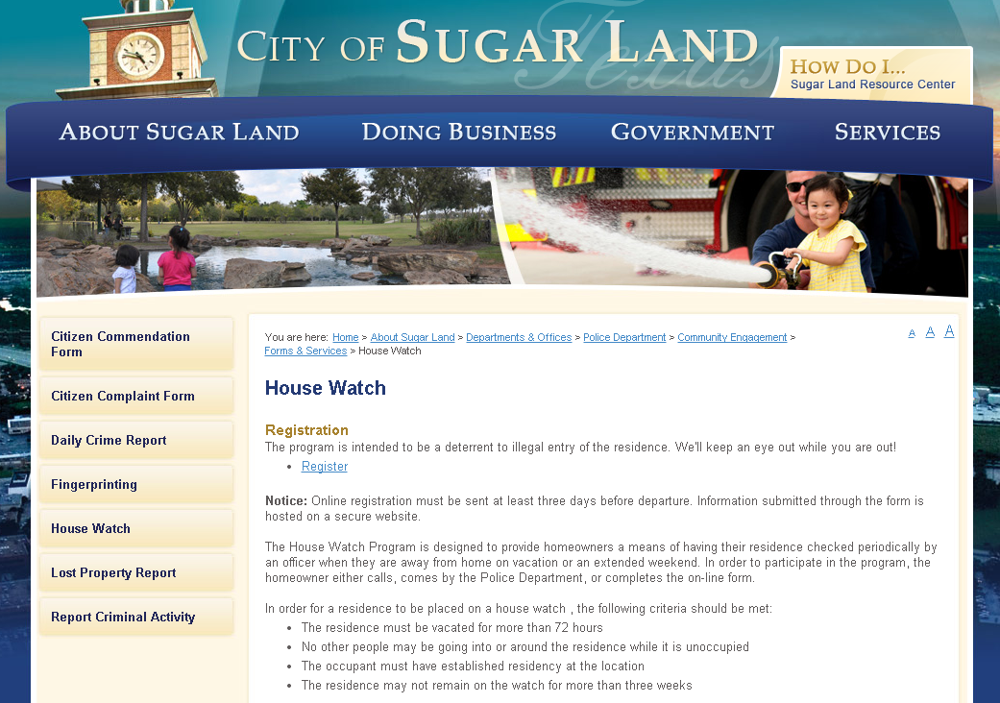 CITY OF SUGAR LAND
Texas
HOW DO I...
Sugar Land Resource Center
ABOUT SUGAR LAND
DOING BUSINESS
GOVERNMENT
SERVICES
Citizen Commendation
Form
Citizen Complaint Form
Daily Crime Report
Fingerprinting
House Watch
Lost Property Report
Report Criminal Activity
You are here: Home > About Sugar Land > Departments & Offices > Police Department > Community Engagement >
Forms & Services > House Watch
A A A
House Watch
Registration
The program is intended to be a deterrent to illegal entry of the residence. We'll keep an eye out while you are out!
• Register
Notice: Online registration must be sent at least three days before departure. Information submitted through the form is
hosted on a secure website.
The House Watch Program is designed to provide homeowners a means of having their residence checked periodically by
an officer when they are away from home on vacation or an extended weekend. In order to participate in the program, the
homeowner either calls, comes by the Police Department, or completes the on-line form.
In order for a residence to be placed on a house watch , the following criteria should be met:
• The residence must be vacated for more than 72 hours
• No other people may be going into or around the residence while it is unoccupied
• The occupant must have established residency at the location
• The residence may not remain on the watch for more than three weeks